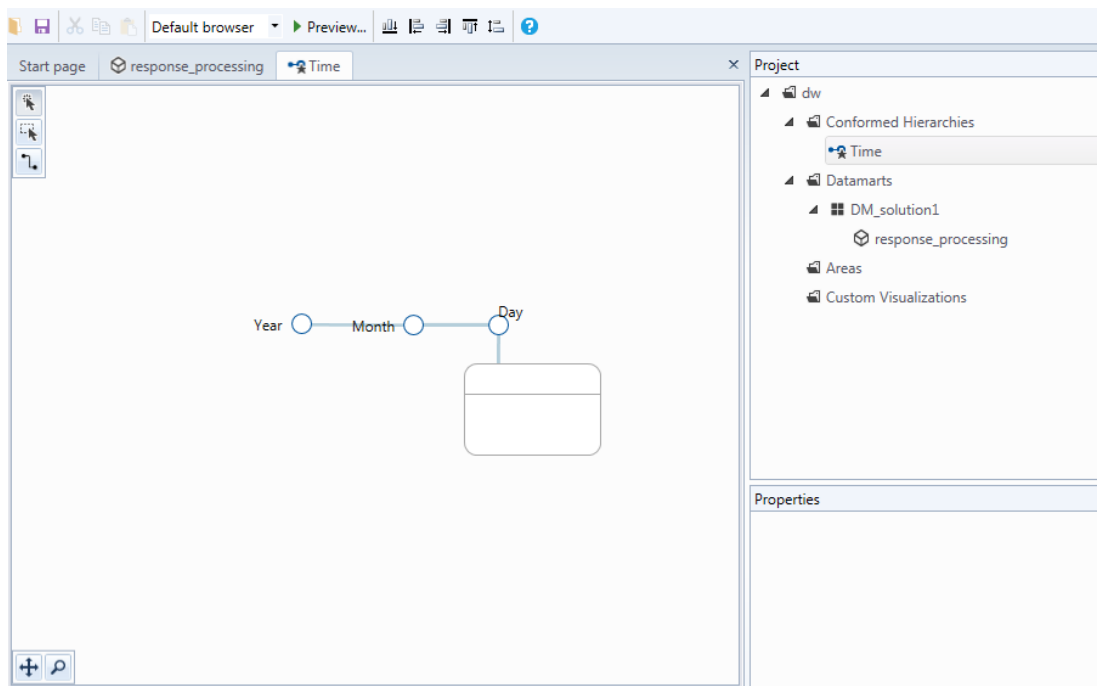 Default browser Preview...
Start page response_processing Time
Year Month Day
Project
dw
Conformed Hierarchies
Time
Datamarts
DM_solution1
response_processing
Areas
Custom Visualizations
Properties